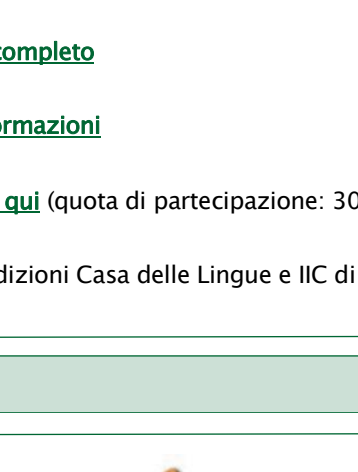 completo
ormazioni
qui (quota di partecipazione: 30
dizioni Casa delle Lingue e IIC di